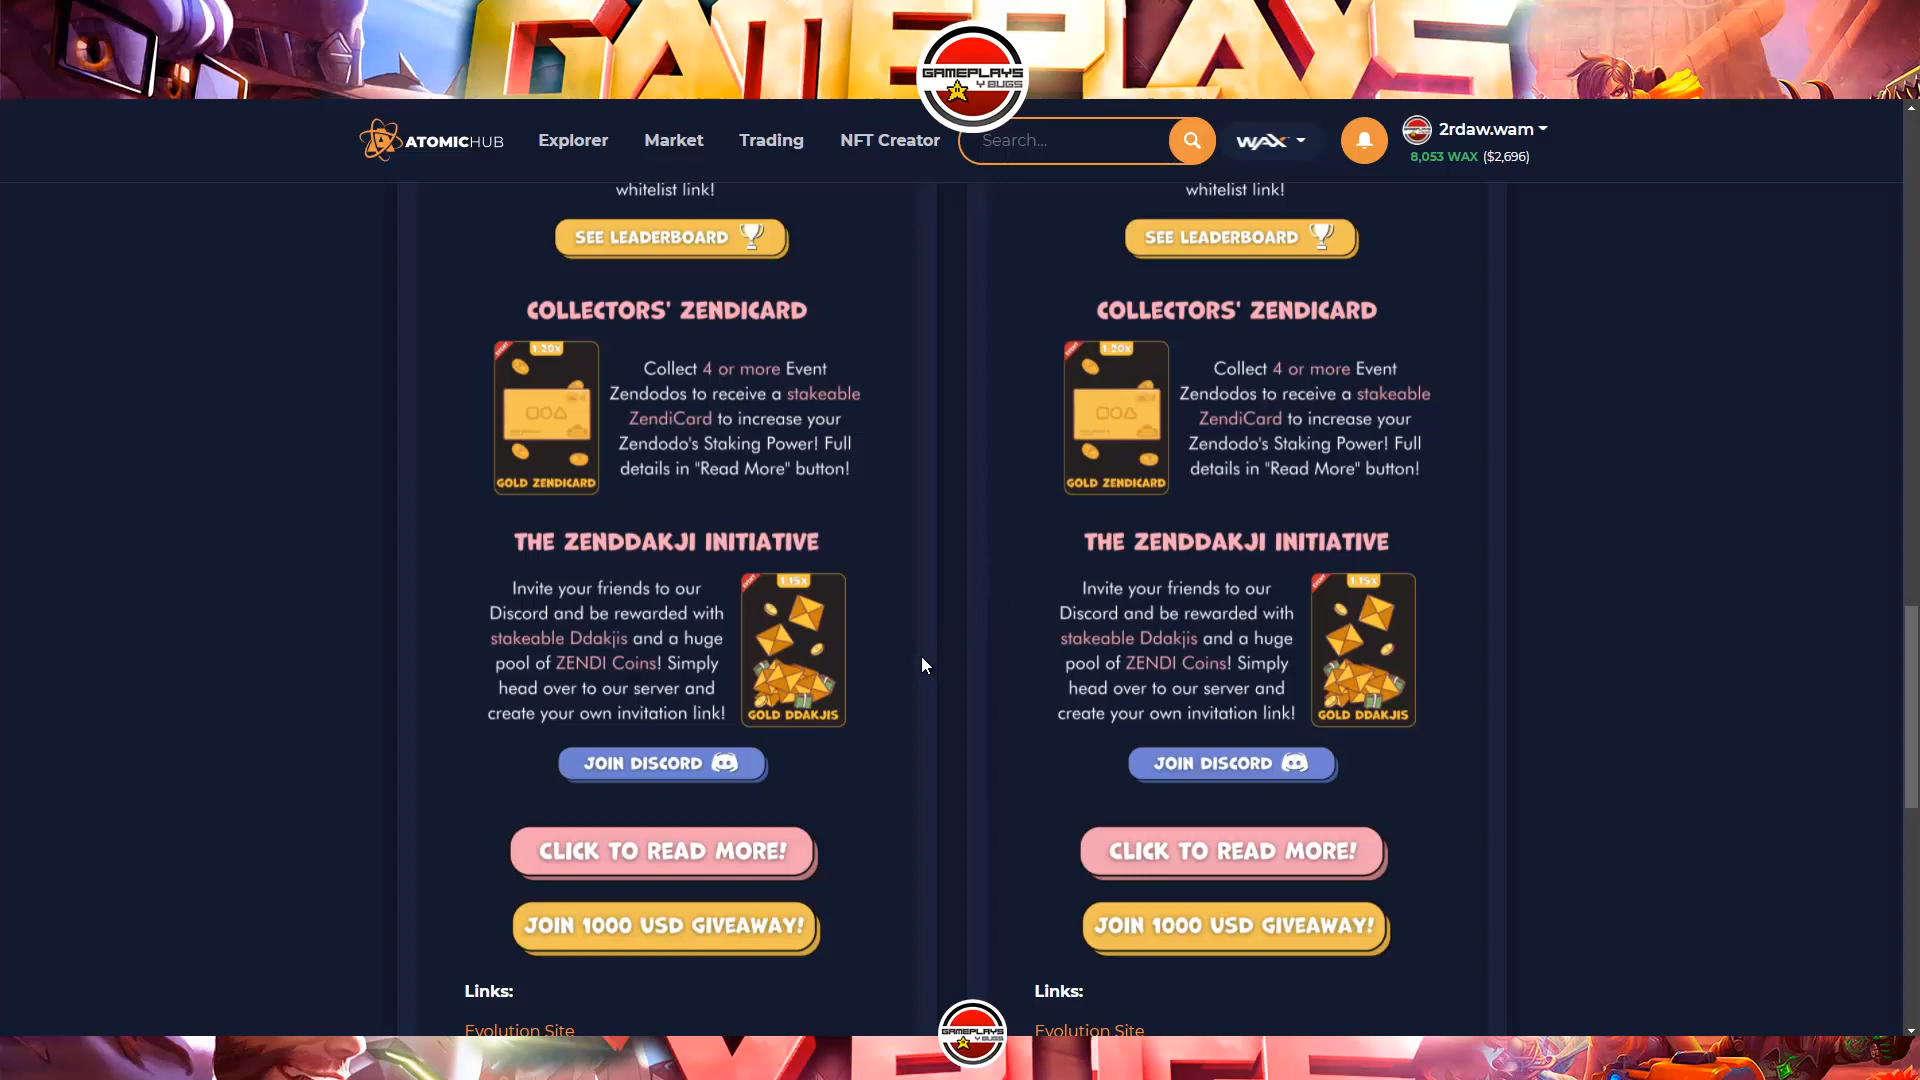 GAMEPLAYS
GAMEPLAYS
Y BUGS
ATOMICHUB
Explorer
Market
Trading
NFT Creator
Search...
WAX
2rdaw.wam
8,053 WAX ($2,696)
whitelist link!
SEE LEADERBOARD
COLLECTORS' ZENDICARD
1.20x
GOLD ZENDICARD
Collect 4 or more Event
Zendodos to receive a stakeable
ZendiCard to increase your
Zendodo's Staking Power! Full
details in "Read More" button!
THE ZENDDAKJI INITIATIVE
Invite your friends to our
Discord and be rewarded with
stakeable Ddakjis and a huge
pool of ZENDI Coins! Simply
head over to our server and
create your own invitation link!
1.15x
GOLD DDAKJIS
JOIN DISCORD
CLICK TO READ MORE!
JOIN 1000 USD GIVEAWAY!
Links:
Evolution Site
whitelist link!
SEE LEADERBOARD
COLLECTORS' ZENDICARD
1.20x
GOLD ZENDICARD
Collect 4 or more Event
Zendodos to receive a stakeable
ZendiCard to increase your
Zendodo's Staking Power! Full
details in "Read More" button!
THE ZENDDAKJI INITIATIVE
Invite your friends to our
Discord and be rewarded with
stakeable Ddakjis and a huge
pool of ZENDI Coins! Simply
head over to our server and
create your own invitation link!
1.15x
GOLD DDAKJIS
JOIN DISCORD
CLICK TO READ MORE!
JOIN 1000 USD GIVEAWAY!
Links:
Evolution Site
GAMEPLAYS
Y BUGS